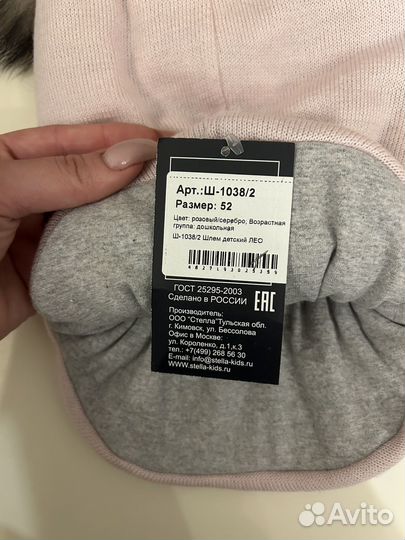 Арт.:Ш-1038/2
Размер: 52
Цвет: розовый/серебро, Возрастная
группа: дошкольная
Ш-1038/2 Шлем детский ЛЕО
4827193025359
ГОСТ 25295-2003
Сделано в РОССИИ
ЕАС
Производитель:
ООО "Стелла"Тульская обл.
г. Кимовск, ул. Бессолова
Офис в Москве:
ул. Короленко, д.1,к.3
тел.:+7(499) 268 56 30
E-mail: info@stella-kids.ru
www.stella-kids.ru
Avito